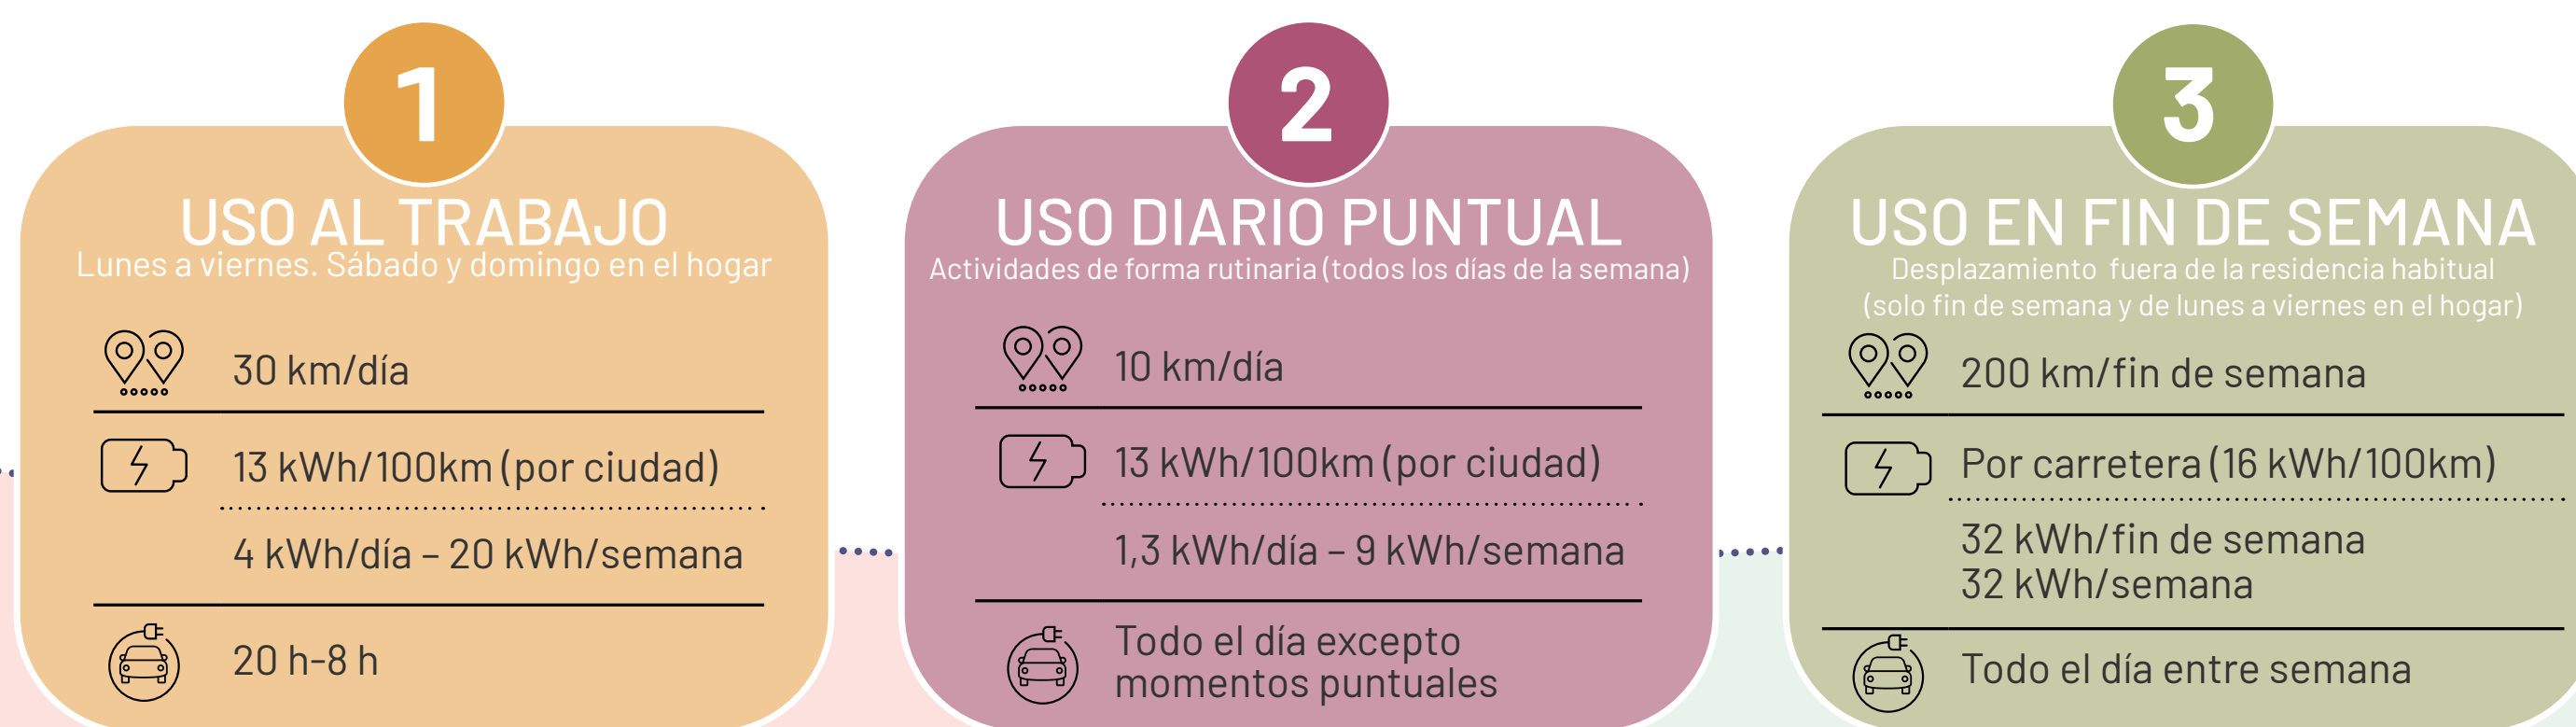 1
USO AL TRABAJO
Lunes a viernes. Sábado y domingo en el hogar
30 km/día
13 kWh/100km (por ciudad)
4 kWh/día – 20 kWh/semana
20 h-8 h
2
USO DIARIO PUNTUAL
Actividades de forma rutinaria (todos los días de la semana)
10 km/día
13 kWh/100km (por ciudad)
1,3 kWh/día – 9 kWh/semana
Todo el día excepto
momentos puntuales
3
USO EN FIN DE SEMANA
Desplazamiento fuera de la residencia habitual
(solo fin de semana y de lunes a viernes en el hogar)
200 km/fin de semana
Por carretera (16 kWh/100km)
32 kWh/fin de semana
32 kWh/semana
Todo el día entre semana